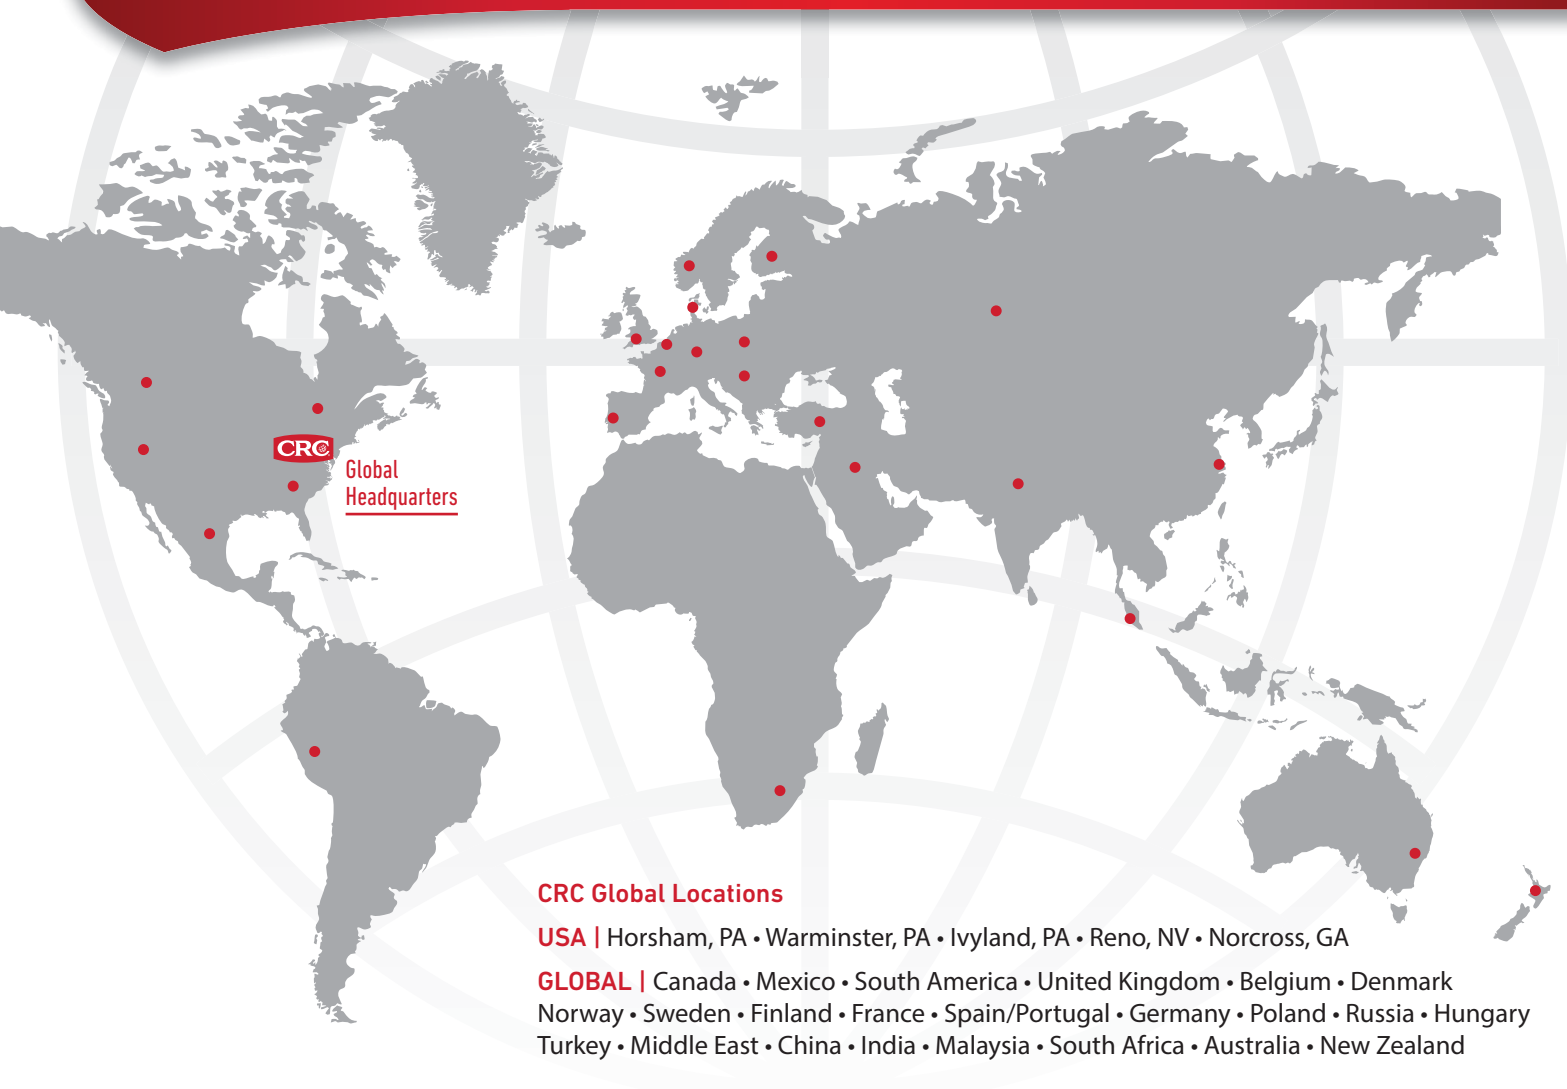 CRC
Global
Headquarters
CRC Global Locations
USA | Horsham, PA • Warminster, PA • Ivyland, PA • Reno, NV • Norcross, GA
GLOBAL | Canada • Mexico • South America • United Kingdom • Belgium • Denmark
Norway • Sweden • Finland • France • Spain/Portugal • Germany • Poland • Russia • Hungary
Turkey • Middle East • China • India • Malaysia • South Africa • Australia • New Zealand